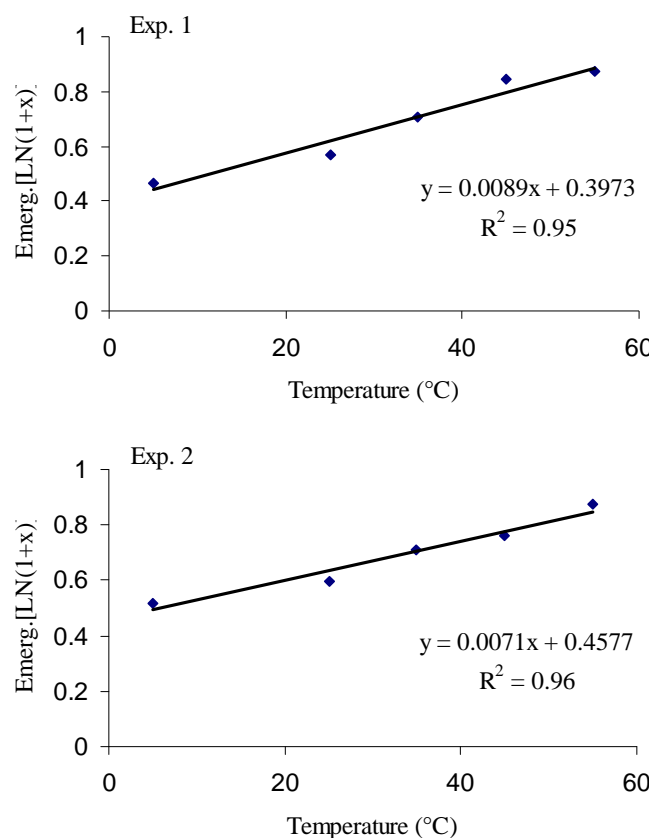 Exp. 1
1
0.8
0.6
0.4
0.2
0
Emerg.[LN(1+x)
y = 0.0089x + 0.3973
R² = 0.95
0 20 40 60
Temperature (°C)
Exp. 2
1
0.8
0.6
0.4
0.2
0
Emerg.[LN(1+x)
y = 0.0071x + 0.4577
R² = 0.96
0 20 40 60
Temperature (°C)